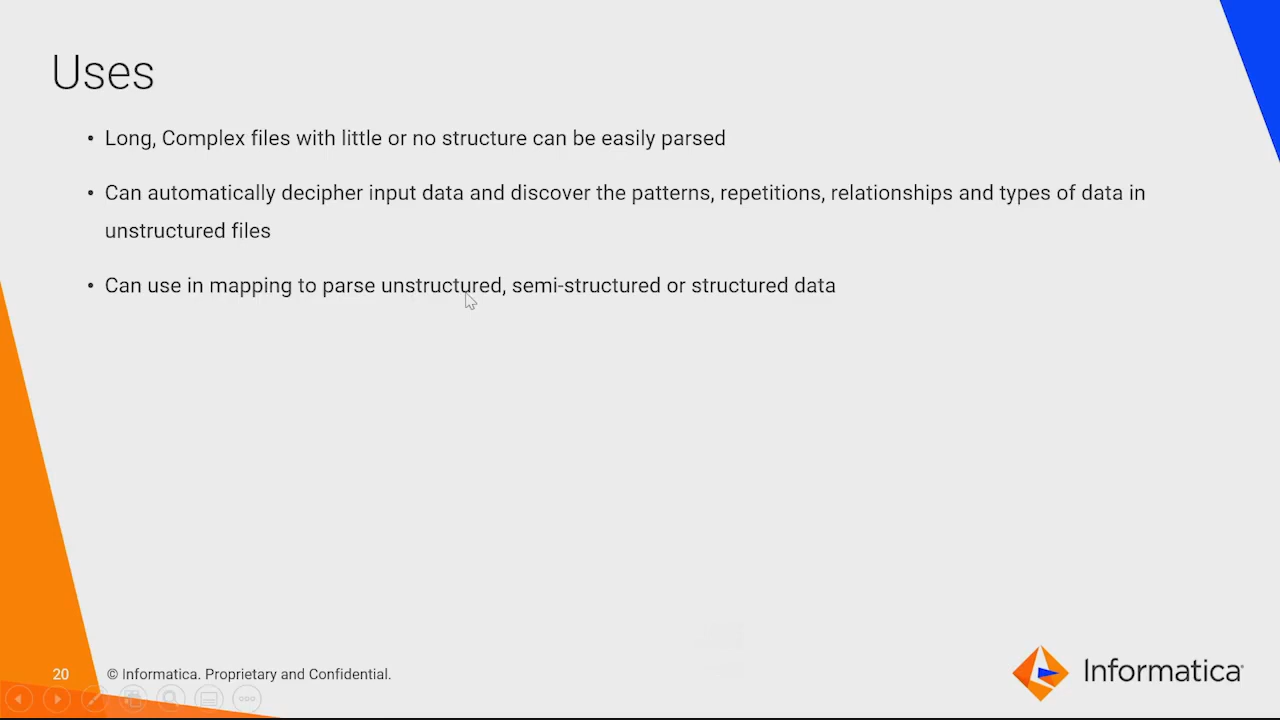 Uses
• Long, Complex files with little or no structure can be easily parsed
• Can automatically decipher input data and discover the patterns, repetitions, relationships and types of data in
unstructured files
• Can use in mapping to parse unstructured, semi-structured or structured data
20 © Informatica. Proprietary and Confidential.
Informatica